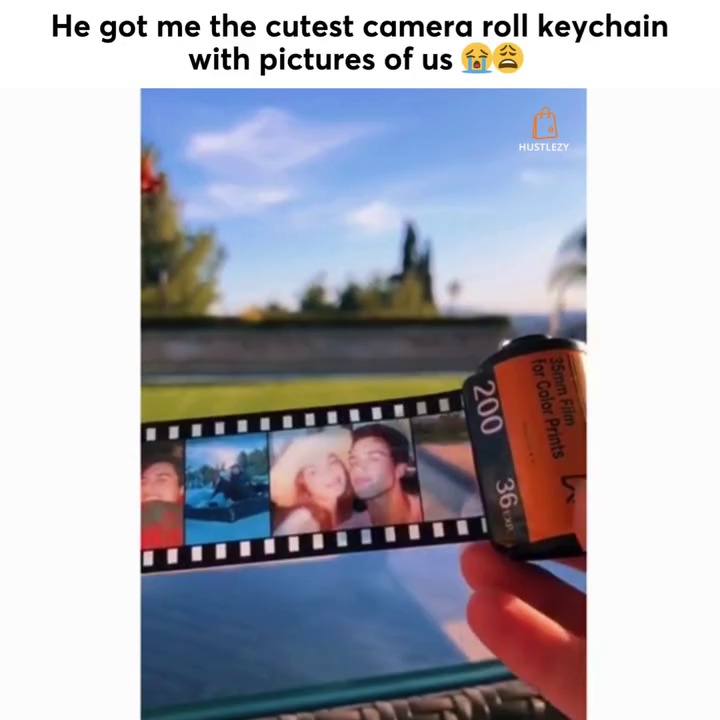 He got me the cutest camera roll keychain
with pictures of us 😭😩
HUSTLEZY
35mm Film
for Color Prints
200
36 EXP